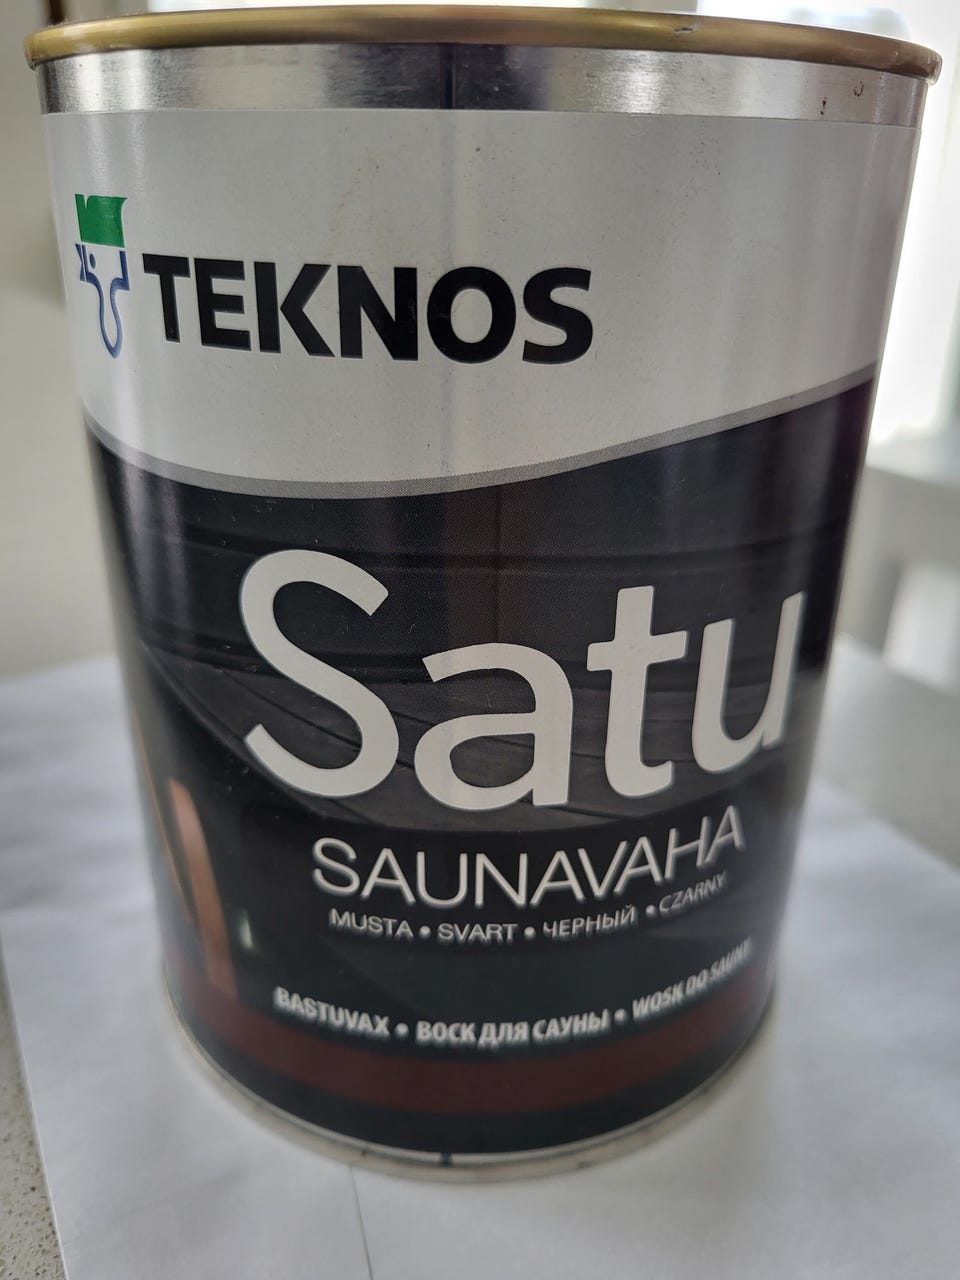 TEKNOS
Satu
SAUNAVAHA
MUSTA • SVART • ЧЕРНЫЙ • CZARNY
BASTUVAX • ВОСК ДЛЯ САУНЫ • WOSK DO SAUNY